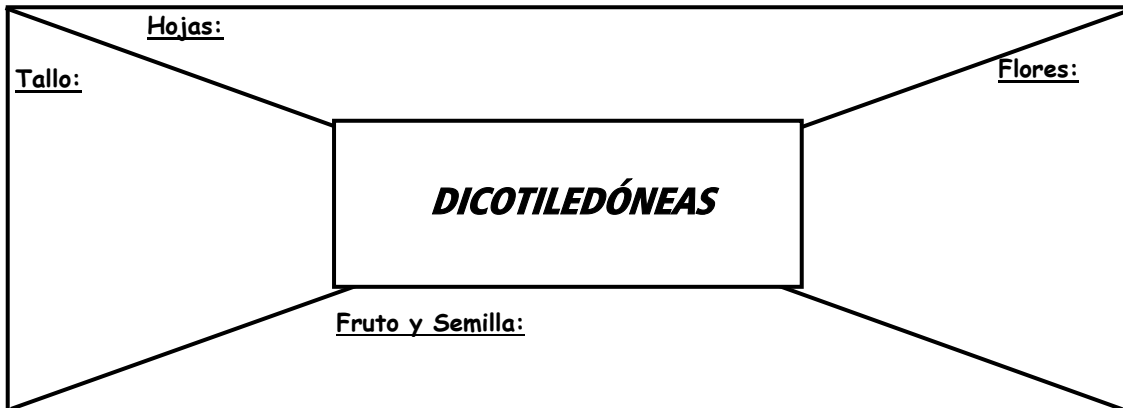 Hojas:
Tallo:
Flores:
DICOTILEDÓNEAS
Fruto y Semilla: